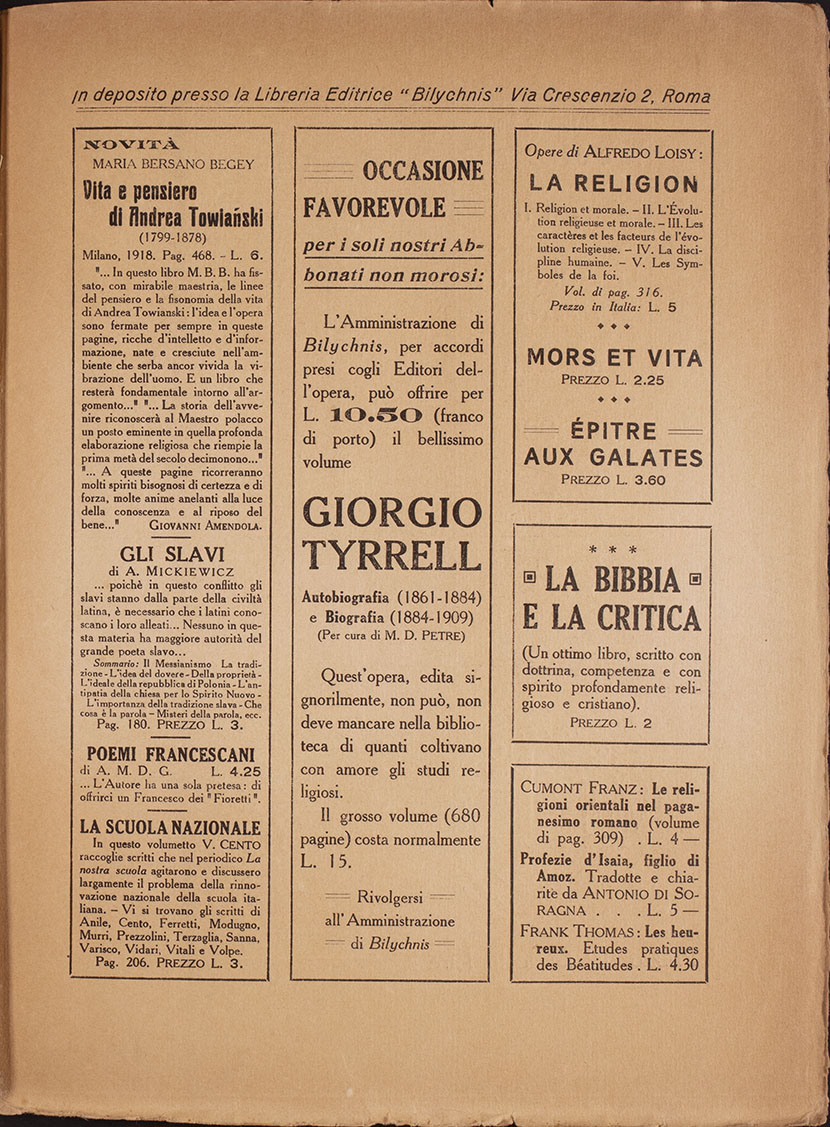 In deposito presso la Libreria Editrice "Bilychnis" Via Crescenzio 2, Roma
NOVITÀ
MARIA BERSANO BEGEY
Vita e pensiero
di Andrea Towiański
(1799-1878)
Milano, 1918. Pag. 468. - L. 6.
"... In questo libro M. B. B. ha fis-
sato, con mirabile maestria, le linee
del pensiero e la fisonomia della vita
di Andrea Towianski: l'idea e l'opera
sono fermate per sempre in queste
pagine, ricche d'intelletto e d'infor-
mazione, nate e cresciute nell'am-
biente che serba ancor vivida la vi-
brazione dell'uomo. E un libro che
resterà fondamentale intorno all'ar-
gomento..." "... La storia dell'avve-
nire riconoscerà al Maestro polacco
un posto eminente in quella profonda
elaborazione religiosa che riempie la
prima metà del secolo decimonono..."
"... A queste pagine ricorreranno
molti spiriti bisognosi di certezza e di
forza, molte anime anelanti alla luce
della conoscenza e al riposo del
bene..." GIOVANNI AMENDOLA.
GLI SLAVI
di A. MICKIEWICZ
... poichè in questo conflitto gli
slavi stanno dalla parte della civiltà
latina, è necessario che i latini cono-
scano i loro alleati... Nessuno in que-
sta materia ha maggiore autorità del
grande poeta slavo...
Sommario: Il Messianismo La tradi-
zione - L'idea del dovere - Della proprietà -
L'ideale della repubblica di Polonia - L'an-
tipatia della chiesa per lo Spirito Nuovo -
L'importanza della tradizione slava - Che
cosa è la parola - Misteri della parola, ecc.
Pag. 180. PREZZO L. 3.
POEMI FRANCESCANI
di A. M. D. G. L. 4.25
... L'Autore ha una sola pretesa: di
offrirci un Francesco dei "Fioretti".
LA SCUOLA NAZIONALE
In questo volumetto V. CENTO
raccoglie scritti che nel periodico La
nostra scuola agitarono e discussero
largamente il problema della rinno-
vazione nazionale della scuola ita-
liana. - Vi si trovano gli scritti di
Anile, Cento, Ferretti, Modugno,
Murri, Prezzolini, Terzaglia, Sanna,
Varisco, Vidari, Vitali e Volpe.
Pag. 206. PREZZO L. 3.
OCCASIONE
FAVOREVOLE
per i soli nostri Ab-
bonati non morosi:
L'Amministrazione di
Bilychnis, per accordi
presi cogli Editori del-
l'opera, può offrire per
L. 10.50 (franco
di porto) il bellissimo
volume
GIORGIO
TYRRELL
Autobiografia (1861-1884)
e Biografia (1884-1909)
(Per cura di M. D. PETRE)
Quest'opera, edita si-
gnorilmente, non può, non
deve mancare nella biblio-
teca di quanti coltivano
con amore gli studi re-
ligiosi.
Il grosso volume (680
pagine) costa normalmente
L. 15.
Rivolgersi
all'Amministrazione
di Bilychnis
Opere di ALFREDO LOISY:
LA RELIGION
I. Religion et morale. - II. L'Évolu-
tion religieuse et morale. - III. Les
caractères et les facteurs de l'évo-
lution religieuse. - IV. La disci-
pline humaine. - V. Les Sym-
boles de la foi.
Vol. di pag. 316.
Prezzo in Italia: L. 5
MORS ET VITA
PREZZO L. 2.25
ÉPITRE
AUX GALATES
PREZZO L. 3.60
* * *
LA BIBBIA
E LA CRITICA
(Un ottimo libro, scritto con
dottrina, competenza e con
spirito profondamente reli-
gioso e cristiano).
PREZZO L. 2
CUMONT FRANZ: Le reli-
gioni orientali nel paga-
nesimo romano (volume
di pag. 309) . L. 4 —
Profezie d'Isaia, figlio di
Amoz. Tradotte e chia-
rite da ANTONIO DI SO-
RAGNA . . . L. 5 —
FRANK THOMAS: Les heu-
reux. Etudes pratiques
des Béatitudes . L. 4.30